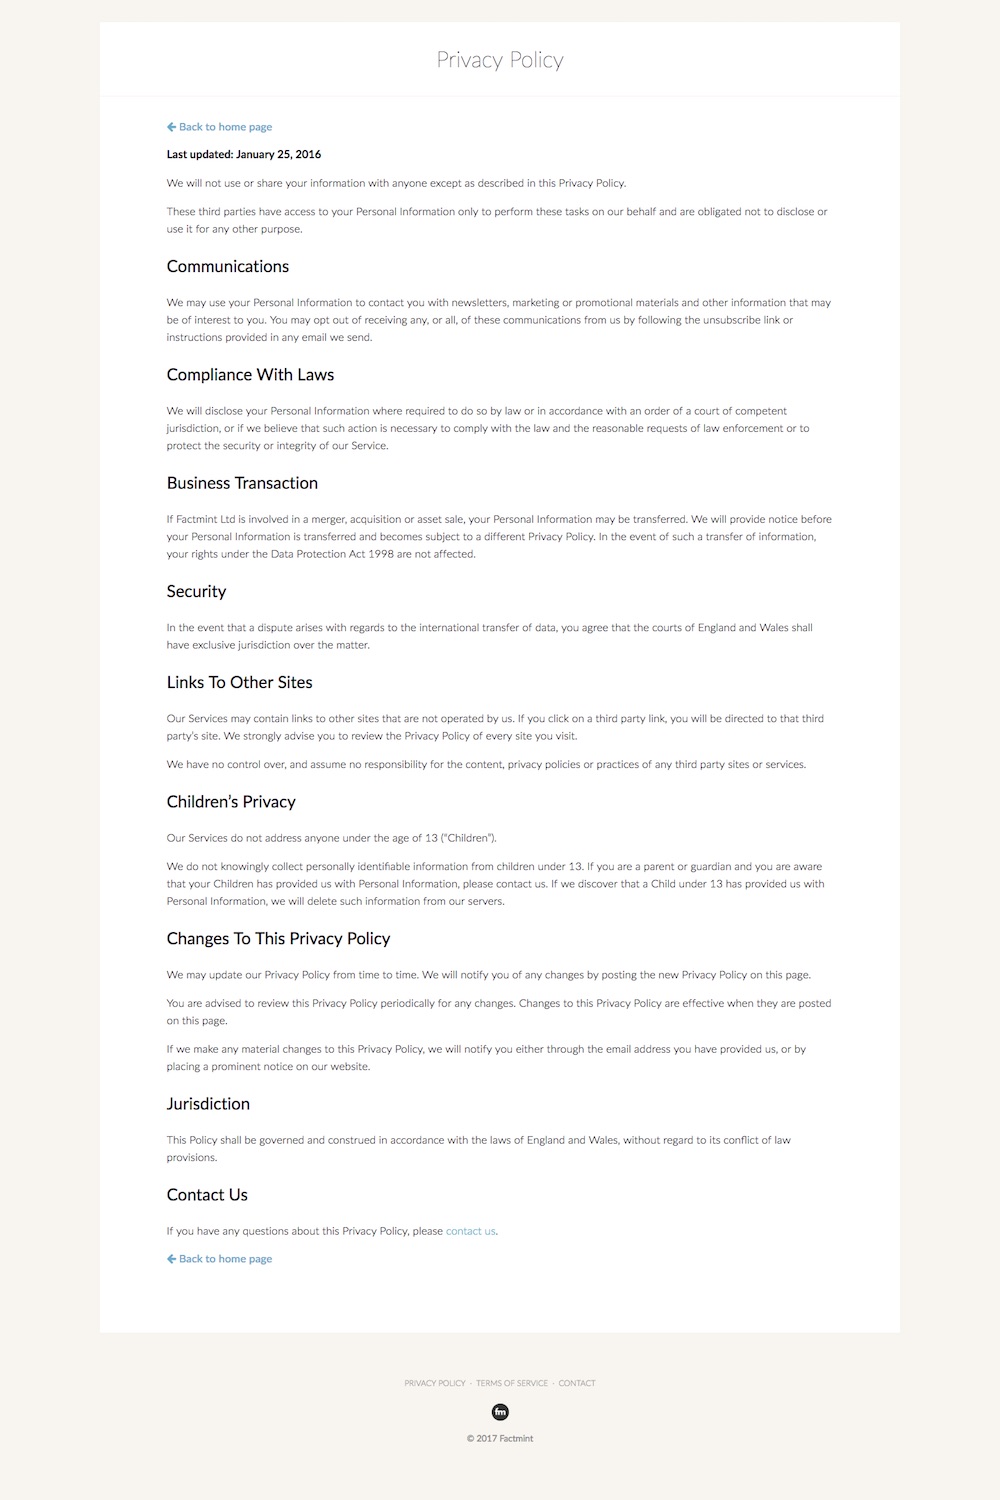 Privacy Policy
Back to home page
Last updated: January 25, 2016
We will not use or share your information with anyone except as described in this Privacy Policy.
These third parties have access to your Personal Information only to perform these tasks on our behalf and are obligated not to disclose or
use it for any other purpose.
Communications
We may use your Personal Information to contact you with newsletters, marketing or promotional materials and other information that may
be of interest to you. You may opt out of receiving any, or all, of these communications from us by following the unsubscribe link or
instructions provided in any email we send.
Compliance With Laws
We will disclose your Personal Information where required to do so by law or in accordance with an order of a court of competent
jurisdiction, or if we believe that such action is necessary to comply with the law and the reasonable requests of law enforcement or to
protect the security or integrity of our Service.
Business Transaction
If Factmint Ltd is involved in a merger, acquisition or asset sale, your Personal Information may be transferred. We will provide notice before
your Personal Information is transferred and becomes subject to a different Privacy Policy. In the event of such a transfer of information,
your rights under the Data Protection Act 1998 are not affected.
Security
In the event that a dispute arises with regards to the international transfer of data, you agree that the courts of England and Wales shall
have exclusive jurisdiction over the matter.
Links To Other Sites
Our Services may contain links to other sites that are not operated by us. If you click on a third party link, you will be directed to that third
party's site. We strongly advise you to review the Privacy Policy of every site you visit.
We have no control over, and assume no responsibility for the content, privacy policies or practices of any third party sites or services.
Children's Privacy
Our Services do not address anyone under the age of 13 ("Children").
We do not knowingly collect personally identifiable information from children under 13. If you are a parent or guardian and you are aware
that your Children has provided us with Personal Information, please contact us. If we discover that a Child under 13 has provided us with
Personal Information, we will delete such information from our servers.
Changes To This Privacy Policy
We may update our Privacy Policy from time to time. We will notify you of any changes by posting the new Privacy Policy on this page.
You are advised to review this Privacy Policy periodically for any changes. Changes to this Privacy Policy are effective when they are posted
on this page.
If we make any material changes to this Privacy Policy, we will notify you either through the email address you have provided us, or by
placing a prominent notice on our website.
Jurisdiction
This Policy shall be governed and construed in accordance with the laws of England and Wales, without regard to its conflict of law
provisions.
Contact Us
If you have any questions about this Privacy Policy, please contact us.
Back to home page
PRIVACY POLICY - TERMS OF SERVICE - CONTACT
fm
© 2017 Factmint